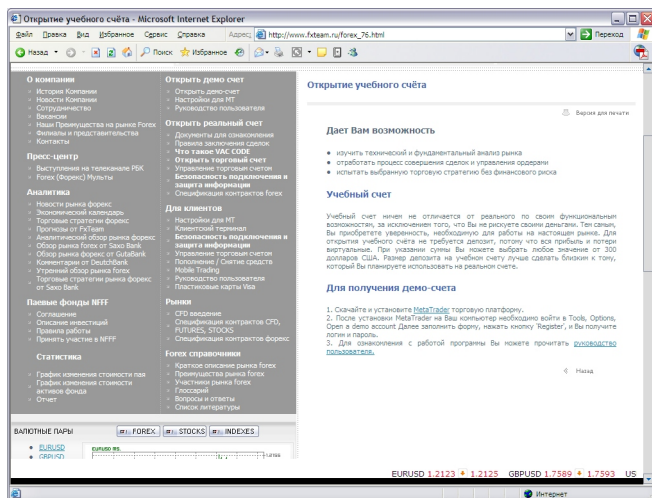 Открытие учебного счёта - Microsoft Internet Explorer
Файл Правка Вид Избранное Сервис Справка Адрес: http://www.fxteam.ru/forex_76.html Переход
Назад Поиск Избранное
О компании
История Компании
Новости Компании
Сотрудничество
Вакансии
Наши Преимущества на рынке Forex
Филиалы и представительства
Контакты
Пресс-центр
Выступления на телеканале РБК
Forex (Форекс) Мульты
Аналитика
Новости рынка форекс
Экономический календарь
Торговые стратегии форекс
Прогнозы от FxTeam
Аналитический обзор рынка форекс
Обзор рынка forex от Saxo Bank
Обзор рынка форекс от GutaBank
Комментарии от DeutchBank
Утренний обзор рынка forex
Торговые стратегии рынка форекс
от Saxo Bank
Паевые фонды NFFF
Соглашение
Описание инвестиций
Правила работы
Принять участие в NFFF
Статистика
График изменения стоимости пая
График изменения стоимости
активов фонда
Отчет
Открыть демо счет
Открыть демо-счет
Настройки для МТ
Руководство пользователя
Открыть реальный счет
Документы для ознакомления
Правила заключения сделок
Что такое VAC CODE
Открыть торговый счет
Управление торговым счетом
Безопасность подключения и
защита информации
Спецификация контрактов forex
Для клиентов
Настройки для МТ
Клиентский терминал
Безопасность подключения и
защита информации
Управление торговым счетом
Пополнение / Снятие средств
Mobile Trading
Руководство пользователя
Пластиковые карты Visa
Рынки
CFD введение
Спецификация контрактов CFD,
FUTURES, STOCKS
Спецификация контрактов форекс
Forex справочники
Краткое описание рынка forex
Преимущества рынка forex
Участники рынка forex
Глоссарий
Вопросы и ответы
Список литературы
ВАЛЮТНЫЕ ПАРЫ FOREX STOCKS INDEXES
EURUSD
GBPUSD
EURUSD M5.
Открытие учебного счёта
Версия для печати
Дает Вам возможность
изучить технический и фундаментальный анализ рынка
отработать процесс совершения сделок и управления ордерами
испытать выбранную торговую стратегию без финансового риска
Учебный счет
Учебный счет ничем не отличается от реального по своим функциональным
возможностям, за исключением того, что Вы не рискуете своими деньгами. Тем самым,
Вы приобретете уверенность, необходимую для работы на настоящем рынке. Для
открытия учебного счёта не требуется депозит, потому что вся прибыль и потери
виртуальные. При указании суммы Вы можете выбрать любое значение от 300
долларов США. Размер депозита на учебном счету лучше сделать близким к тому,
который Вы планируете использовать на реальном счете.
Для получения демо-счета
1. Скачайте и установите MetaTrader торговую платформу.
2. После установки MetaTrader на Ваш компьютер необходимо войти в Tools, Options,
Open a demo account Далее заполнить форму, нажать кнопку 'Register', и Вы получите
логин и пароль.
3. Для ознакомления с работой программы Вы можете прочитать руководство
пользователя.
Назад
EURUSD 1.2123 1.2125 GBPUSD 1.7589 1.7593 US
Интернет